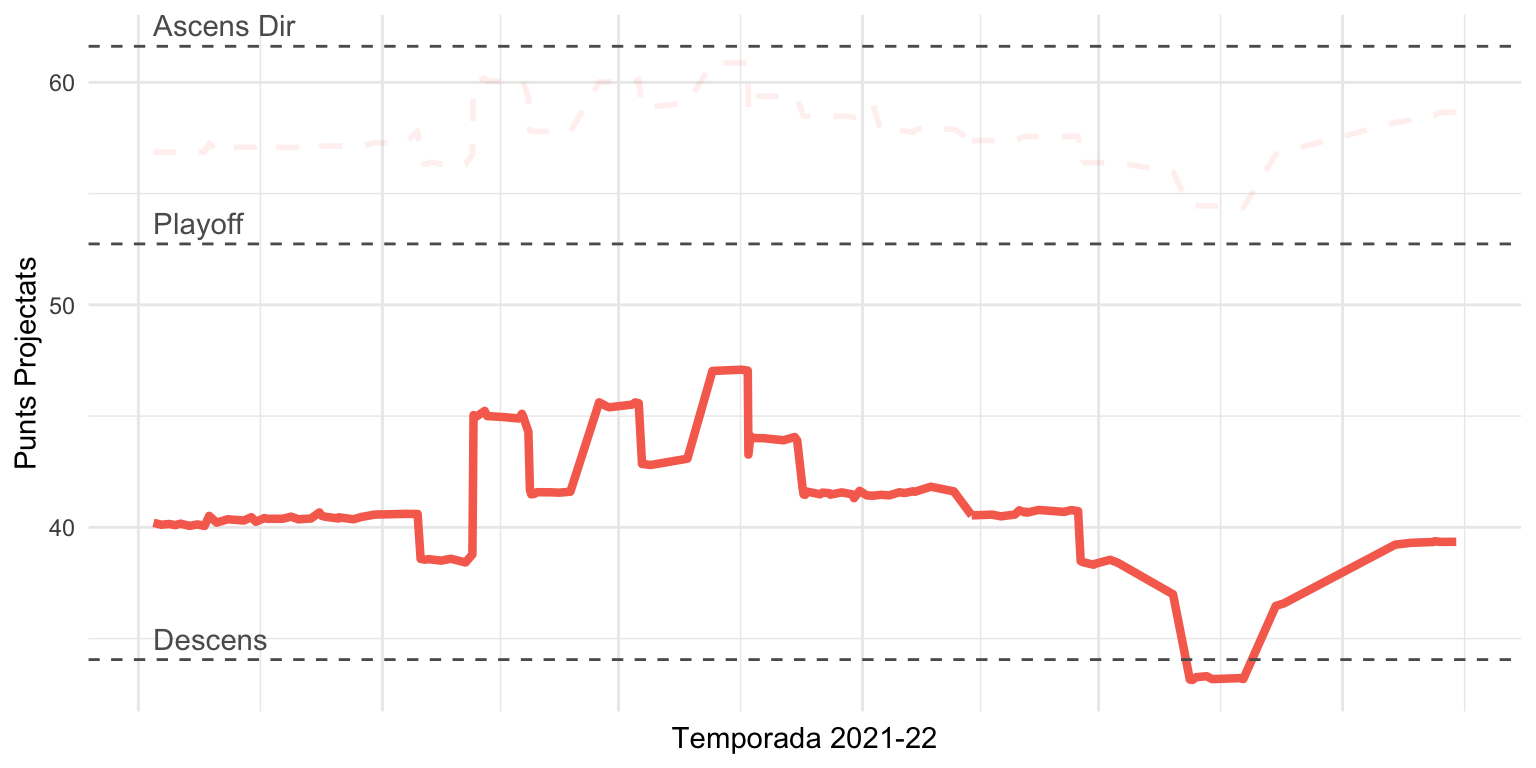 Ascens Dir
60
Playoff
50
Punts Projectats
40
Descens
Temporada 2021-22